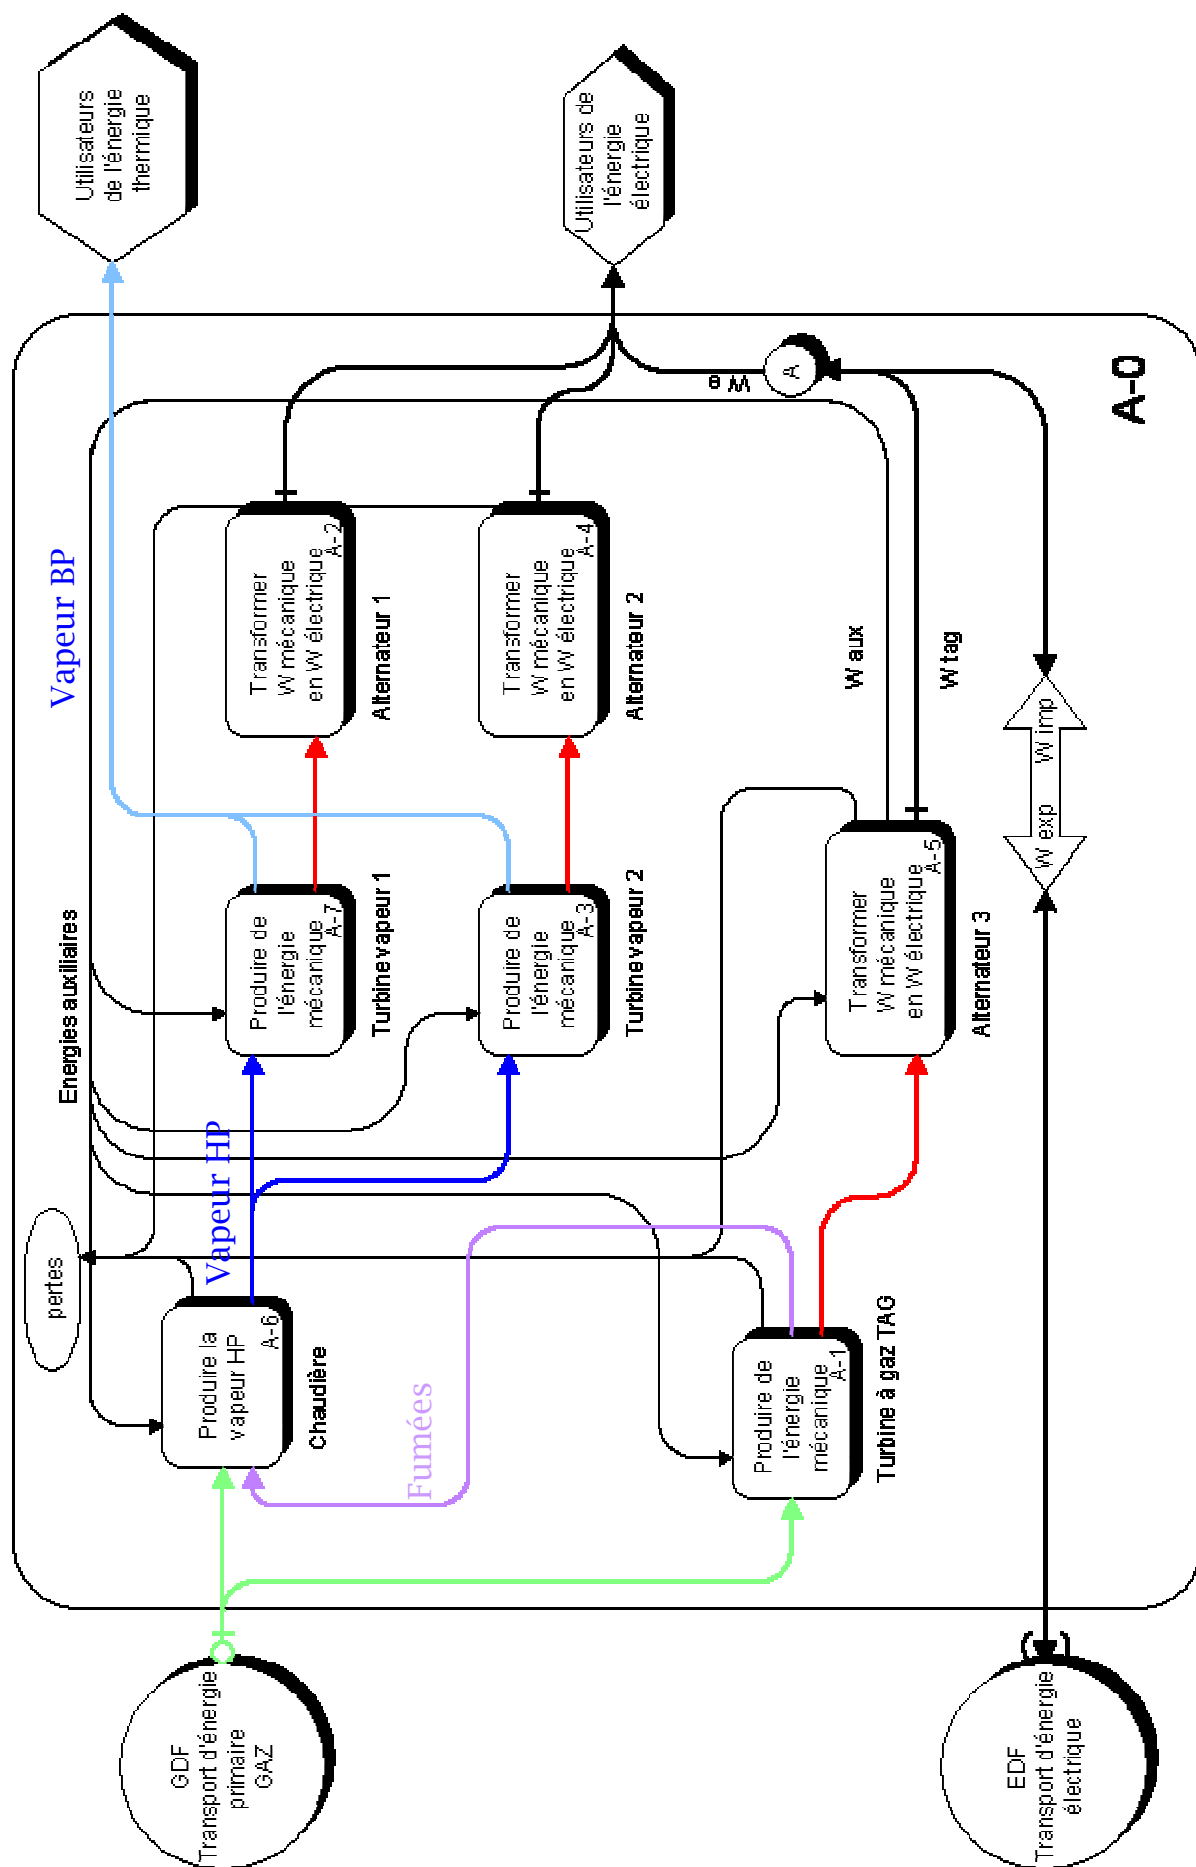 GDF
Transport d'énergie
primaire
GAZ
EDF
Transport d'énergie
électrique
pertes
Energies auxiliaires
Vapeur BP
Utilisateurs
de l'énergie
thermique
Produire la
vapeur HP
A-6
Chaudière
Vapeur HP
Produire de
l'énergie
mécanique
A-7
Turbine vapeur 1
Transformer
W mécanique
en W électrique
A-2
Alternateur 1
Fumées
Produire de
l'énergie
mécanique
A-3
Turbine vapeur 2
Transformer
W mécanique
en W électrique
A-4
Alternateur 2
Utilisateurs de
l'énergie
électrique
Produire de
l'énergie
mécanique
A-1
Turbine à gaz TAG
Transformer
W mécanique
en W électrique
A-5
Alternateur 3
W aux
W tag
W e
A
W exp
W imp
A-0